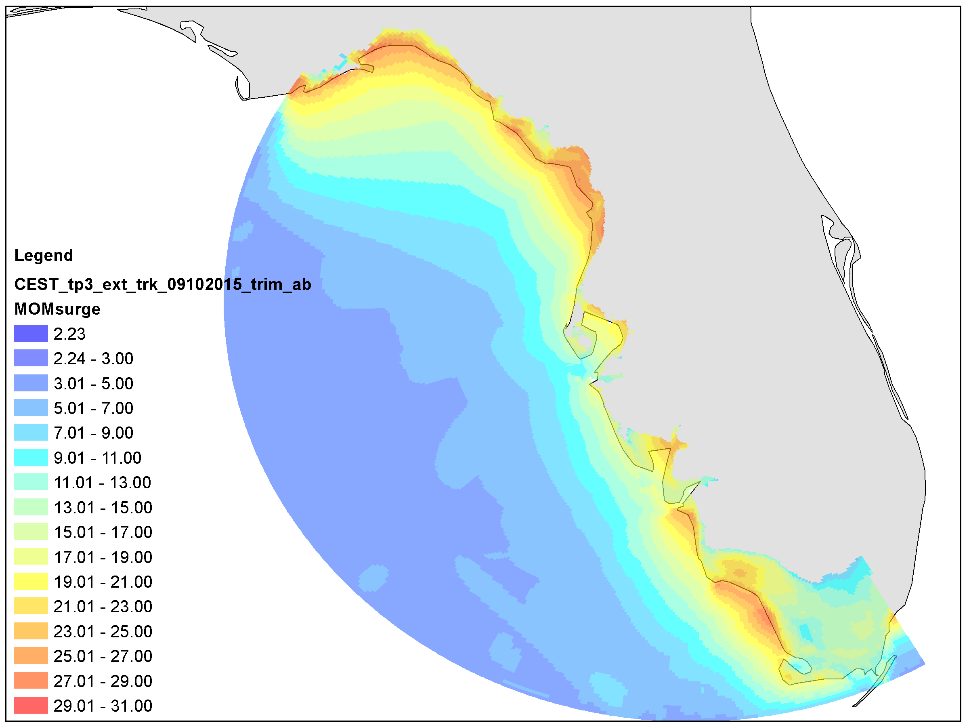 Legend
CEST_tp3_ext_trk_09102015_trim_ab
MOMsurge
2.23
2.24 - 3.00
3.01 - 5.00
5.01 - 7.00
7.01 - 9.00
9.01 - 11.00
11.01 - 13.00
13.01 - 15.00
15.01 - 17.00
17.01 - 19.00
19.01 - 21.00
21.01 - 23.00
23.01 - 25.00
25.01 - 27.00
27.01 - 29.00
29.01 - 31.00